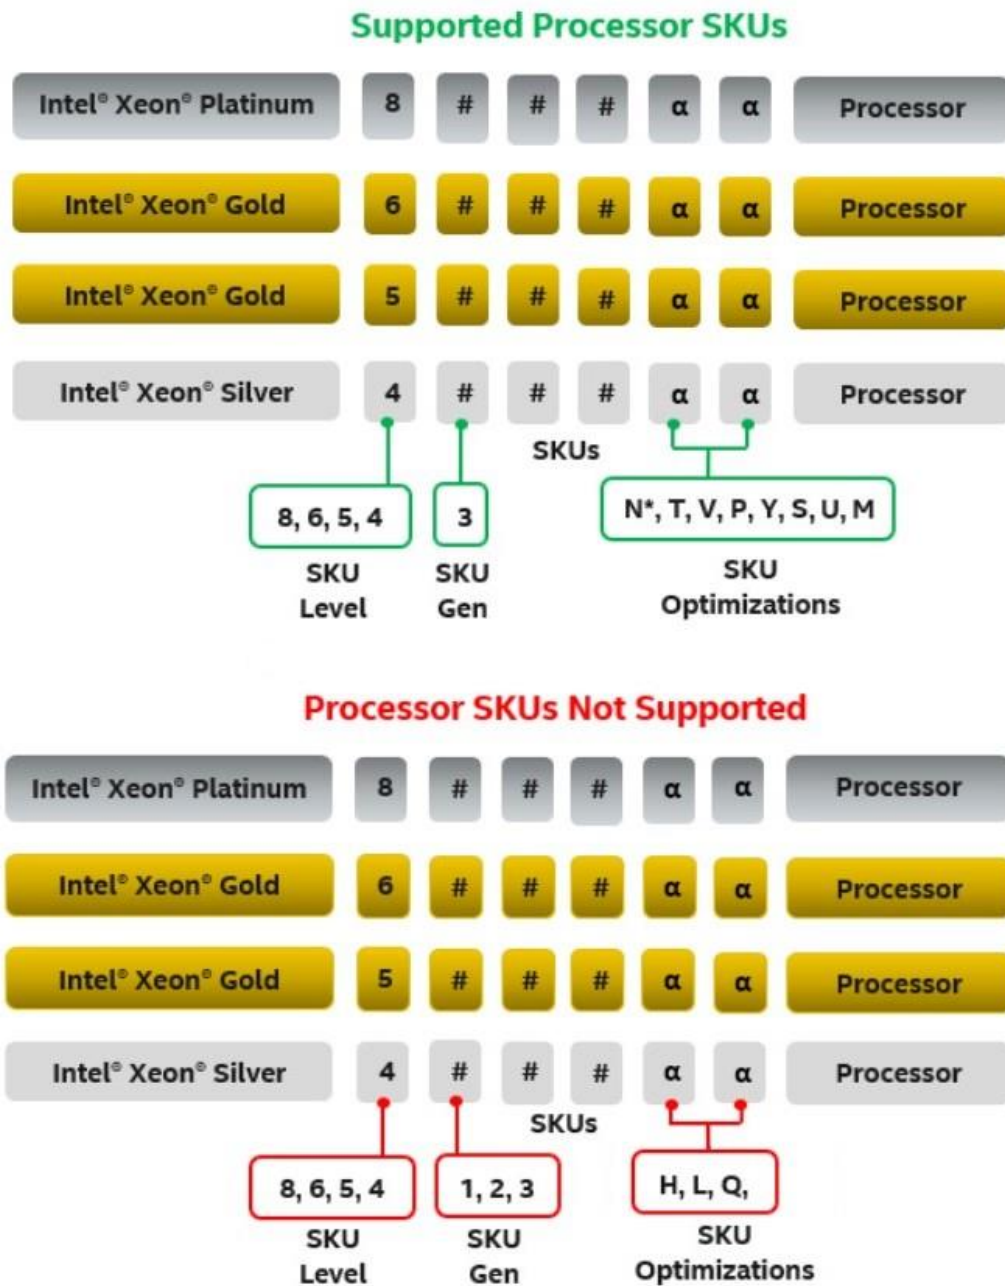 Supported Processor SKUs
Intel® Xeon® Platinum 8 # # # α α Processor
Intel® Xeon® Gold 6 # # # α α Processor
Intel® Xeon® Gold 5 # # # α α Processor
Intel® Xeon® Silver 4 # # # α α Processor
SKUs
8, 6, 5, 4 3 N*, T, V, P, Y, S, U, M
SKU SKU SKU
Level Gen Optimizations
Processor SKUs Not Supported
Intel® Xeon® Platinum 8 # # # α α Processor
Intel® Xeon® Gold 6 # # # α α Processor
Intel® Xeon® Gold 5 # # # α α Processor
Intel® Xeon® Silver 4 # # # α α Processor
SKUs
8, 6, 5, 4 1, 2, 3 H, L, Q,
SKU SKU SKU
Level Gen Optimizations